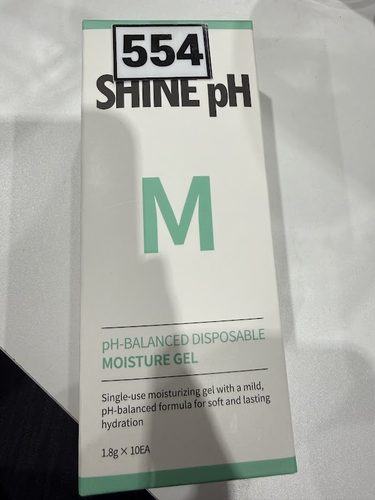 554
SHINE pH
M
pH-BALANCED DISPOSABLE
MOISTURE GEL
Single-use moisturizing gel with a mild,
pH-balanced formula for soft and lasting
hydration
1.8g × 10EA